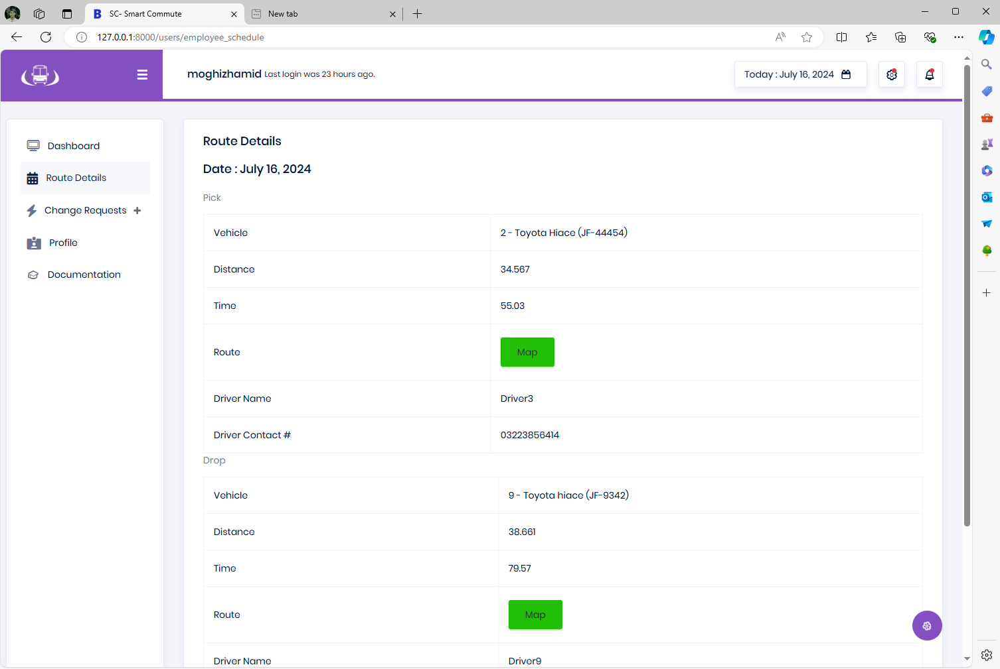 SC- Smart Commute
New tab
127.0.0.1:8000/users/employee_schedule
moghizhamid Last login was 23 hours ago.
Today : July 16, 2024
Dashboard
Route Details
Change Requests +
Profile
Documentation
Route Details
Date : July 16, 2024
Pick
Vehicle 2 - Toyota Hiace (JF-44454)
Distance 34.567
Time 55.03
Route Map
Driver Name Driver3
Driver Contact # 03223856414
Drop
Vehicle 9 - Toyota hiace (JF-9342)
Distance 38.661
Time 79.57
Route Map
Driver Name Driver9